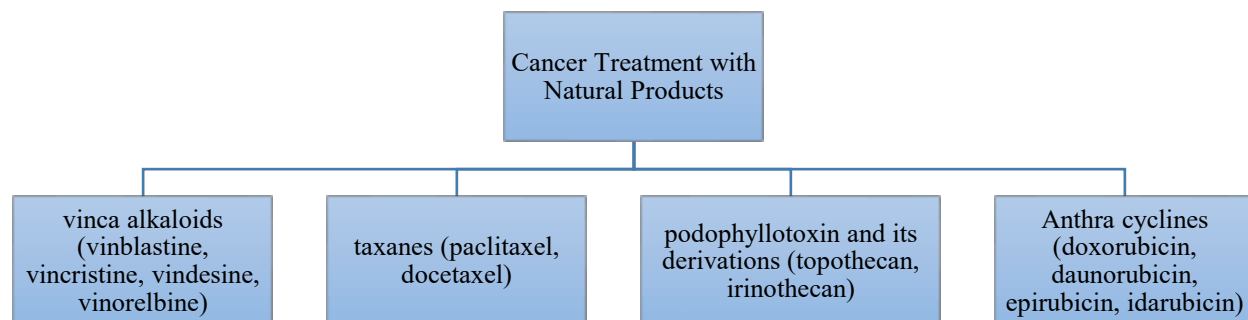 Cancer Treatment with
Natural Products
vinca alkaloids
(vinblastine,
vincristine, vindesine,
vinorelbine)
taxanes (paclitaxel,
docetaxel)
podophyllotoxin and its
derivations (topothecan,
irinothecan)
Anthra cyclines
(doxorubicin,
daunorubicin,
epirubicin, idarubicin)